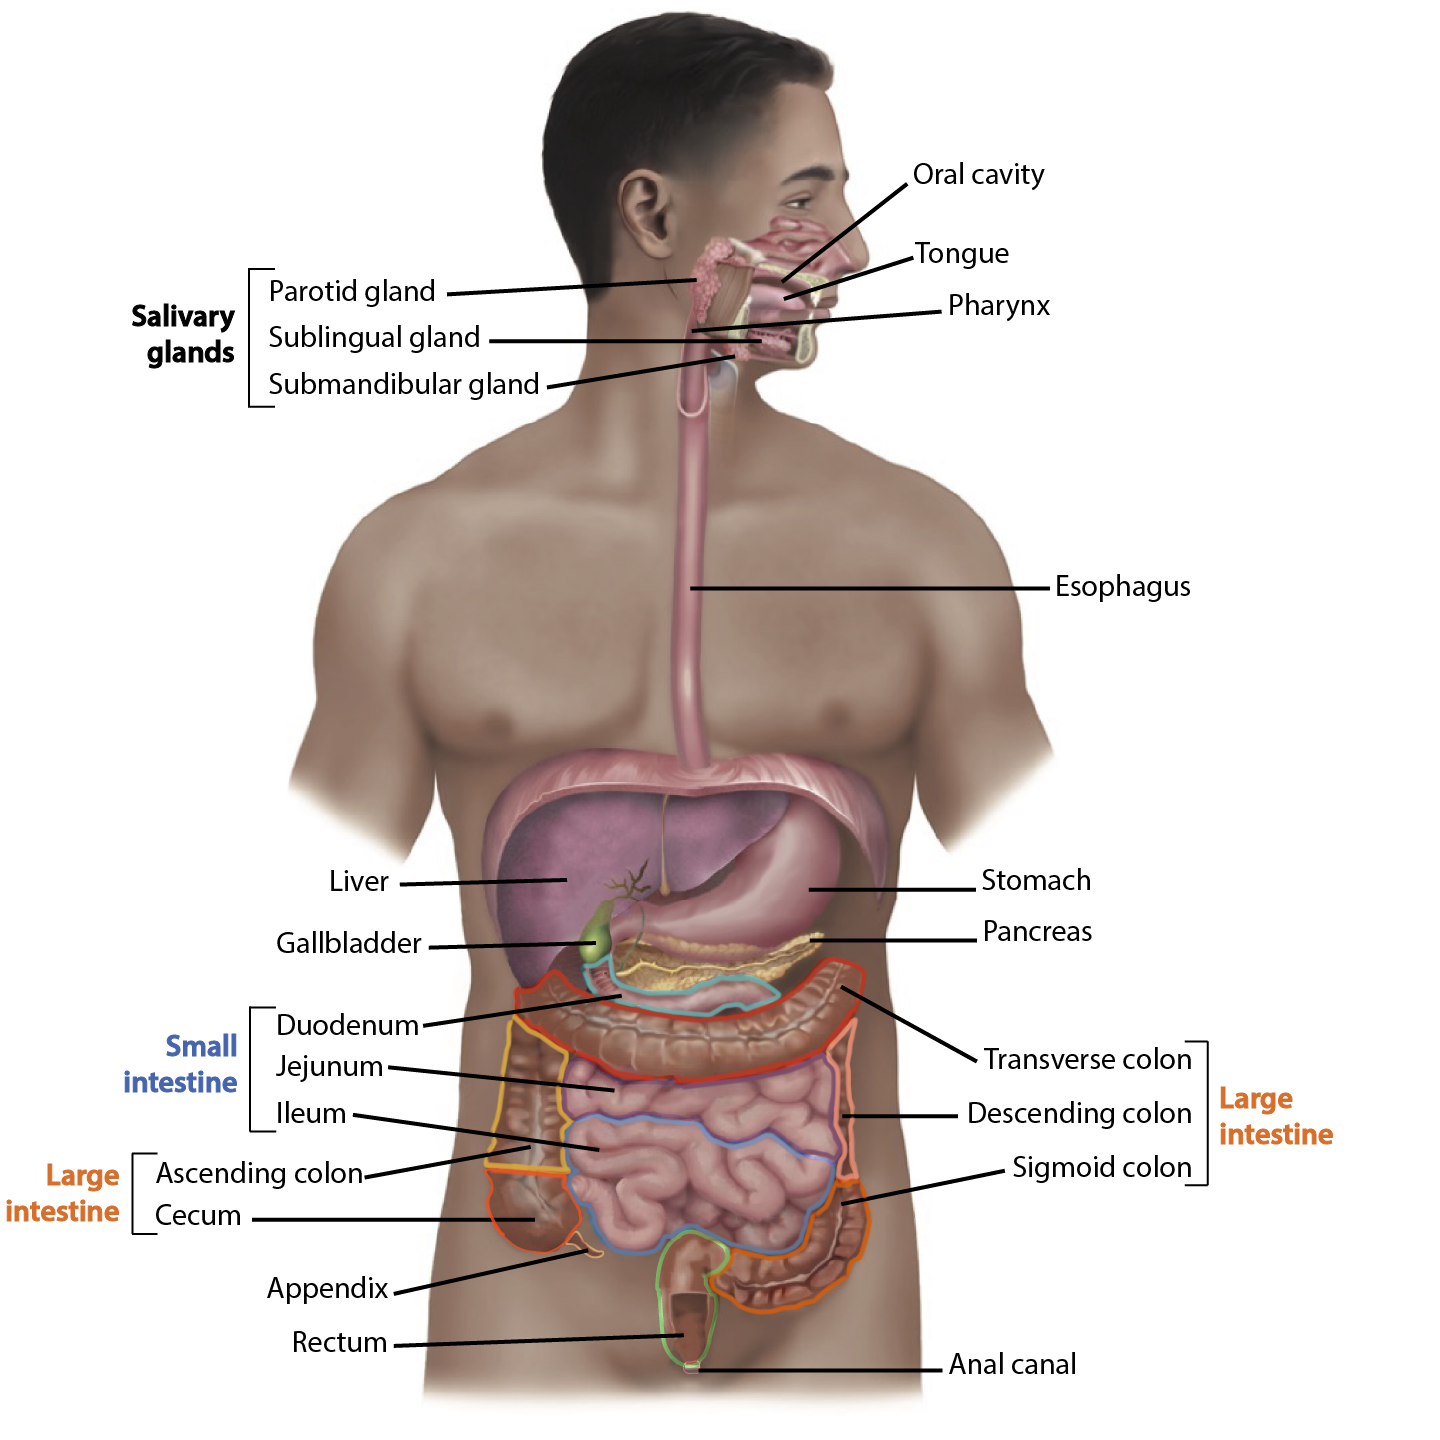 Oral cavity
Tongue
Pharynx
Salivary
glands
Parotid gland
Sublingual gland
Submandibular gland
Esophagus
Liver
Gallbladder
Stomach
Pancreas
Small
intestine
Duodenum
Jejunum
Ileum
Large
intestine
Ascending colon
Cecum
Transverse colon
Descending colon
Sigmoid colon
Large
intestine
Appendix
Rectum
Anal canal